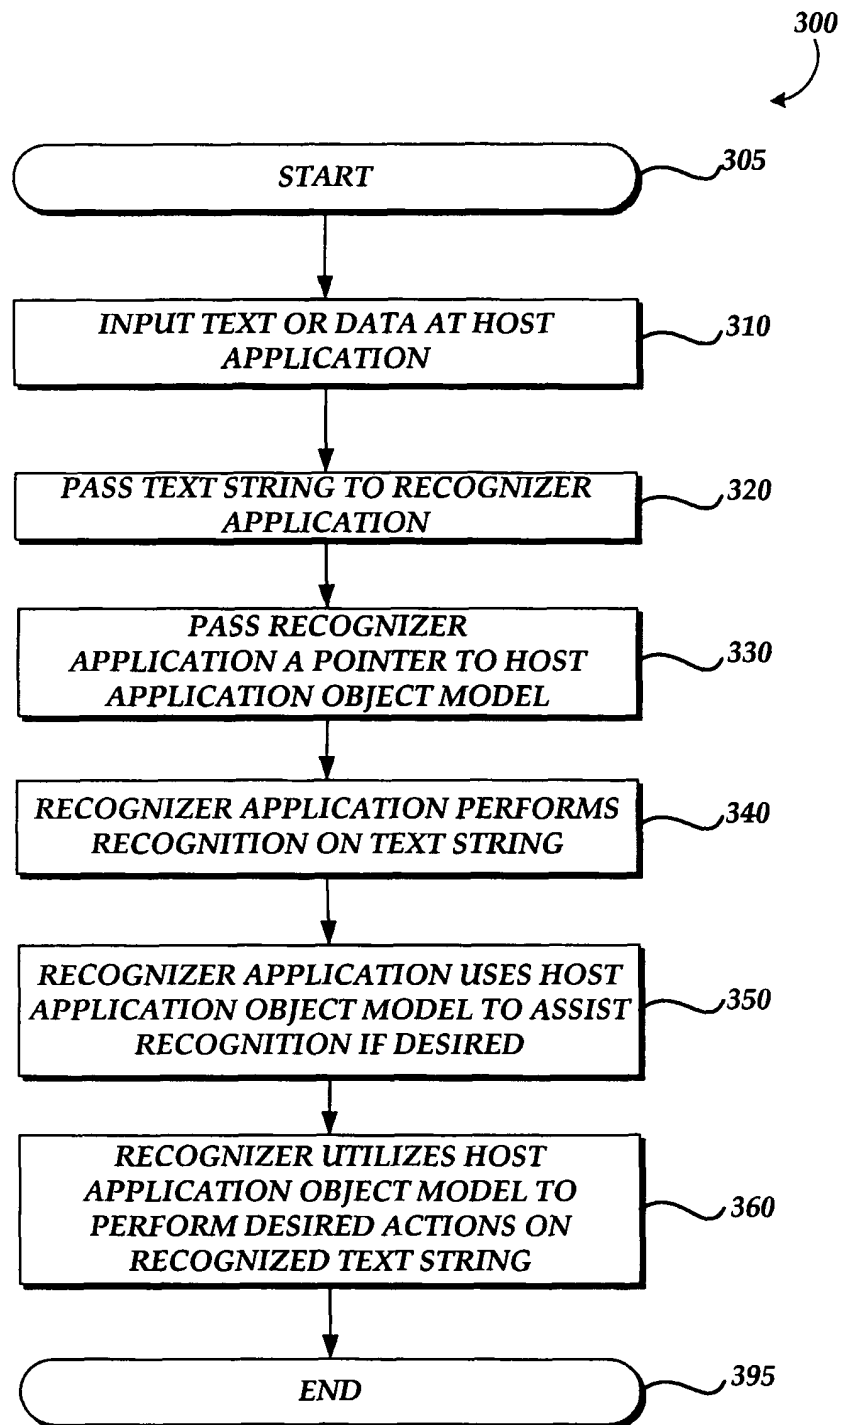 300
START
305
INPUT TEXT OR DATA AT HOST
APPLICATION
310
PASS TEXT STRING TO RECOGNIZER
APPLICATION
320
PASS RECOGNIZER
APPLICATION A POINTER TO HOST
APPLICATION OBJECT MODEL
330
RECOGNIZER APPLICATION PERFORMS
RECOGNITION ON TEXT STRING
340
RECOGNIZER APPLICATION USES HOST
APPLICATION OBJECT MODEL TO ASSIST
RECOGNITION IF DESIRED
350
RECOGNIZER UTILIZES HOST
APPLICATION OBJECT MODEL TO
PERFORM DESIRED ACTIONS ON
RECOGNIZED TEXT STRING
360
END
395